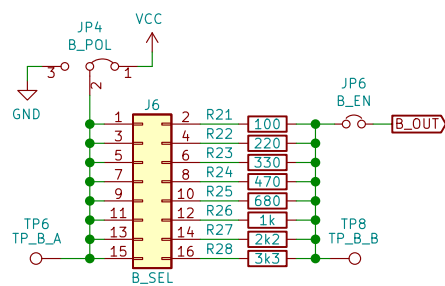 JP4
B_POL
VCC
3
1
2
GND
J6
1
2
R21
100
3
4
R22
220
5
6
R23
330
7
8
R24
470
9
10
R25
680
11
12
R26
1k
13
14
R27
2k2
15
16
R28
3k3
B_SEL
JP6
B_EN
B_OUT
TP6
TP_B_A
TP8
TP_B_B